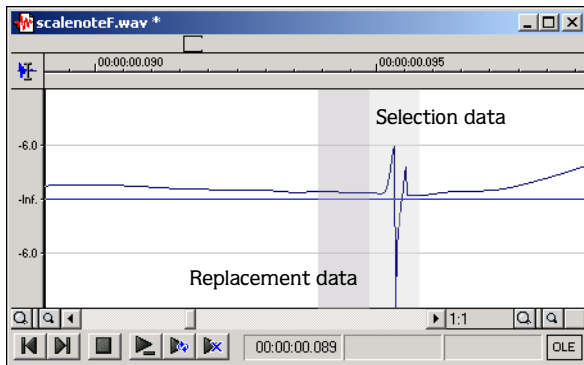 scalenoteF.wav *
00:00:00.090 00:00:00.095
Selection data
-6.0
-Inf.
-6.0
Replacement data
1:1
00:00:00.089
OLE